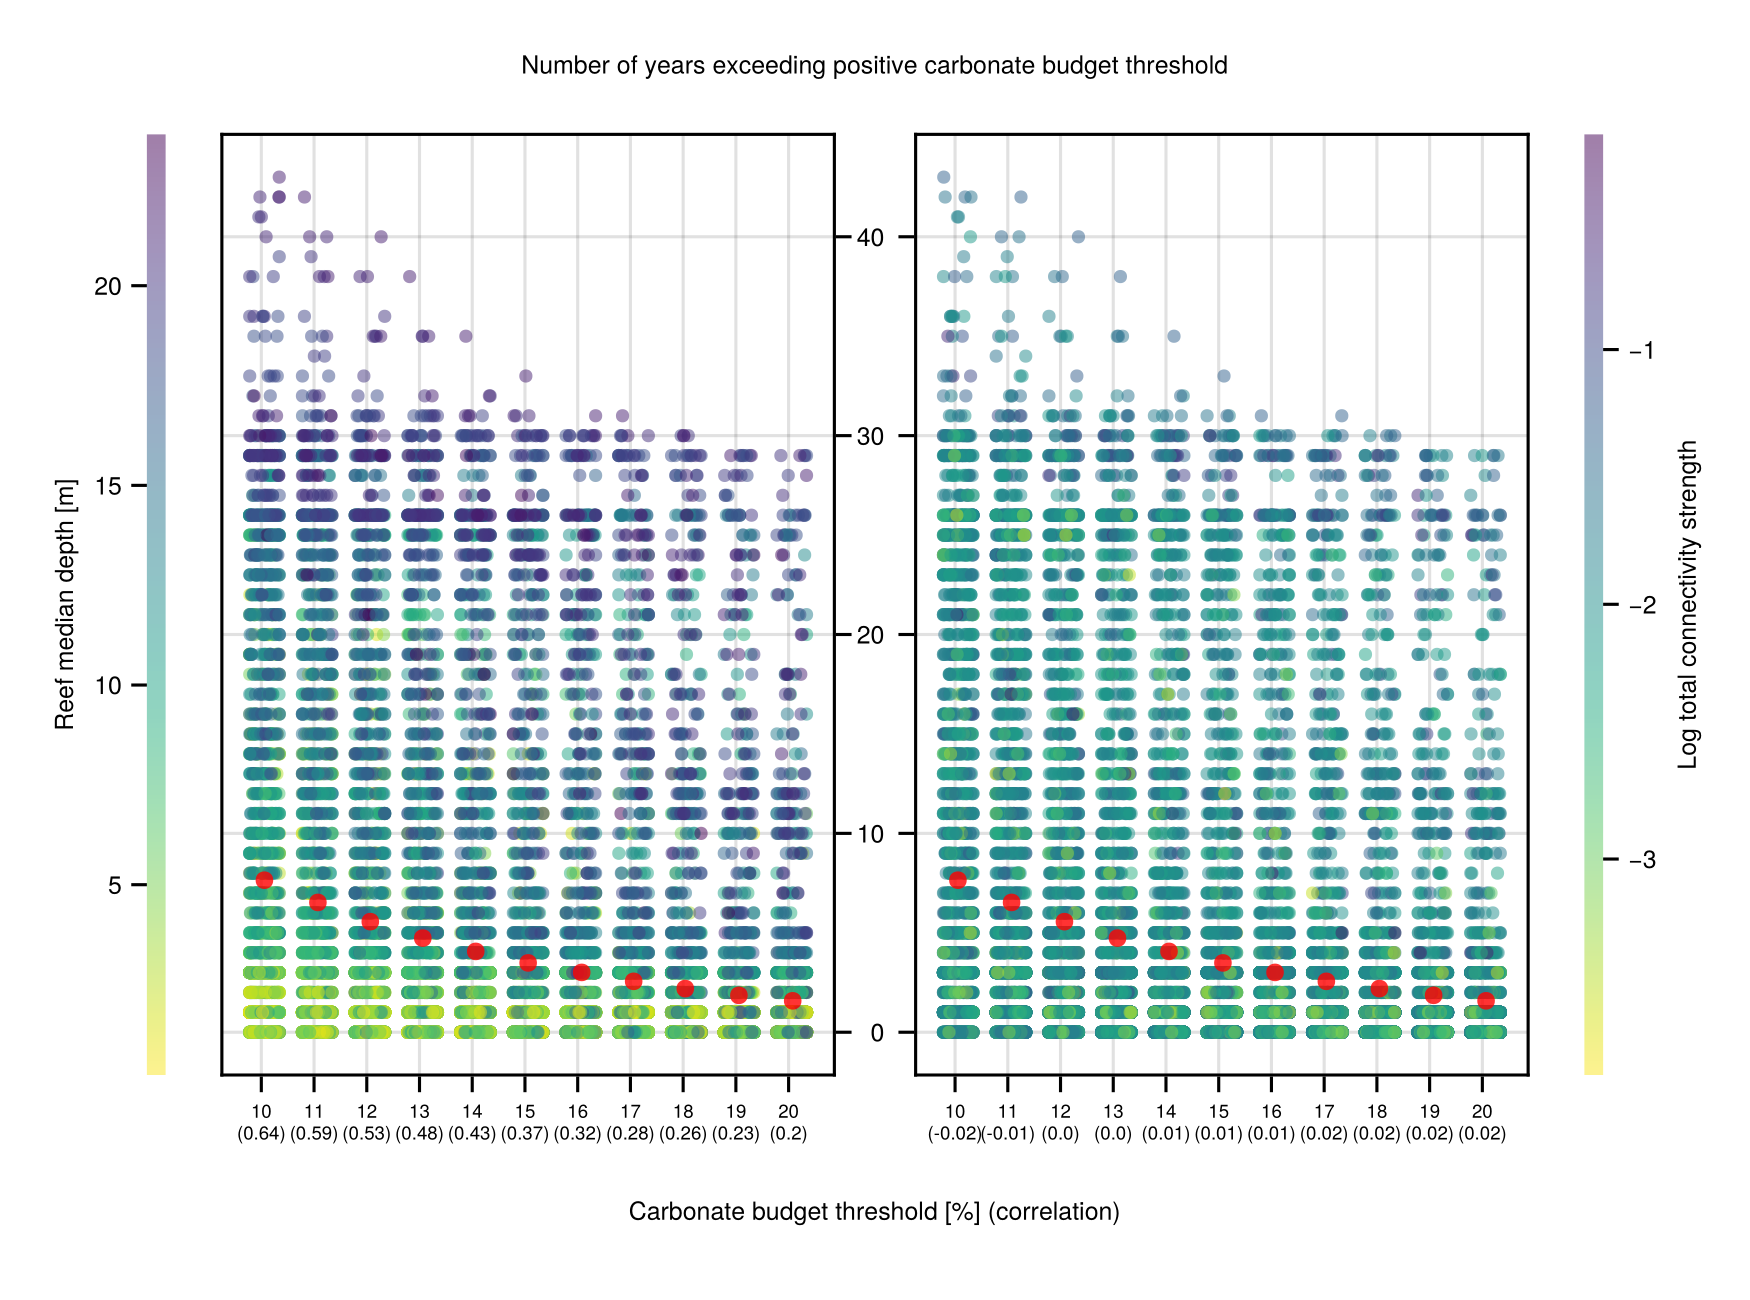 Number of years exceeding positive carbonate budget threshold
Reef median depth [m]
20
15
10
5
40
30
20
10
0
Log total connectivity strength
−1
−2
−3
10 11 12 13 14 15 16 17 18 19 20
(0.64) (0.59) (0.53) (0.48) (0.43) (0.37) (0.32) (0.28) (0.26) (0.23) (0.2)
10 11 12 13 14 15 16 17 18 19 20
(-0.02) (-0.01) (0.0) (0.0) (0.01) (0.01) (0.01) (0.02) (0.02) (0.02) (0.02)
Carbonate budget threshold [%] (correlation)